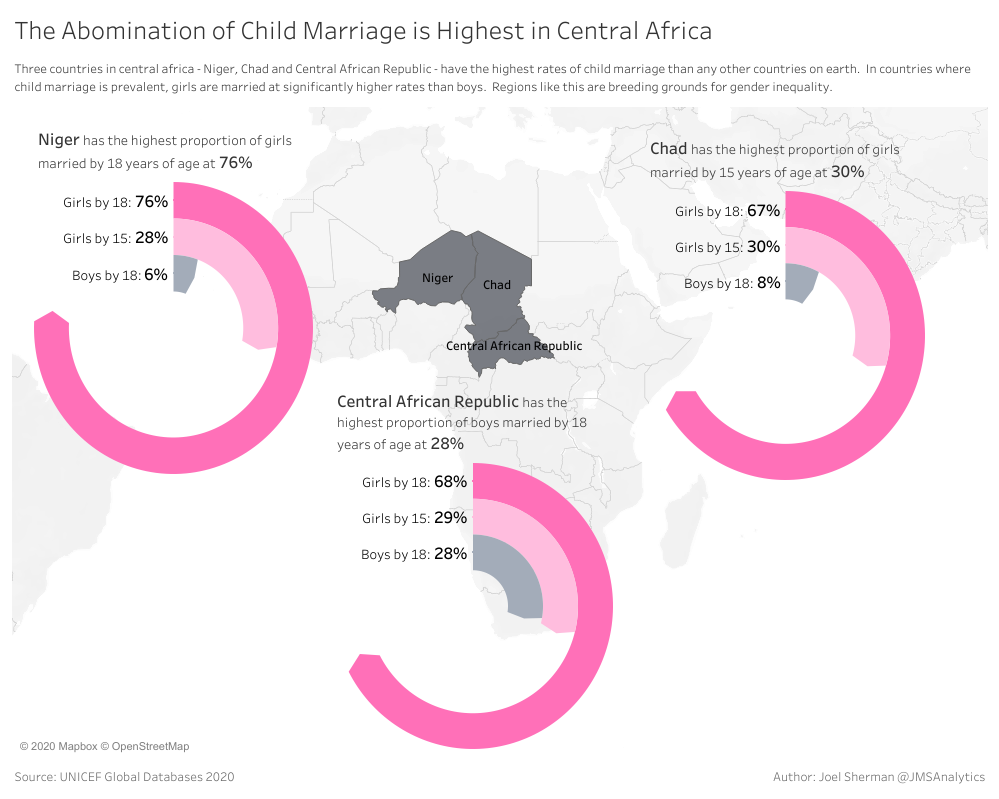 The Abomination of Child Marriage is Highest in Central Africa
Three countries in central africa - Niger, Chad and Central African Republic - have the highest rates of child marriage than any other countries on earth.  In countries where
child marriage is prevalent, girls are married at significantly higher rates than boys.  Regions like this are breeding grounds for gender inequality.
Niger has the highest proportion of girls
married by 18 years of age at 76%
Girls by 18: 76%
Girls by 15: 28%
Boys by 18: 6%
Chad has the highest proportion of girls
married by 15 years of age at 30%
Girls by 18: 67%
Girls by 15: 30%
Boys by 18: 8%
Niger
Chad
Central African Republic
Central African Republic has the
highest proportion of boys married by 18
years of age at 28%
Girls by 18: 68%
Girls by 15: 29%
Boys by 18: 28%
© 2020 Mapbox © OpenStreetMap
Source: UNICEF Global Databases 2020
Author: Joel Sherman @JMSAnalytics